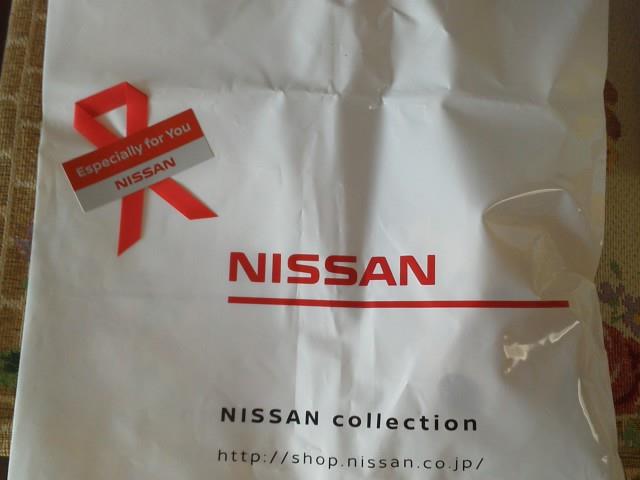 Especially for You
NISSAN
NISSAN
NISSAN collection
http://shop.nissan.co.jp/